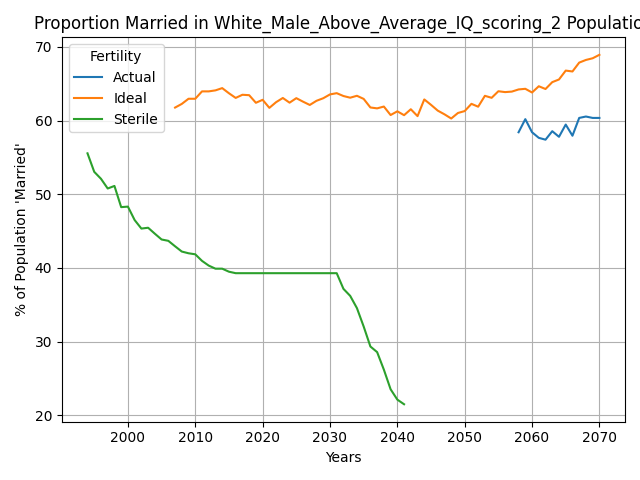 Proportion Married in White_Male_Above_Average_IQ_scoring_2 Populatio
Fertility
Actual
Ideal
Sterile
% of Population 'Married'
70
60
50
40
30
20
2000 2010 2020 2030 2040 2050 2060 2070
Years